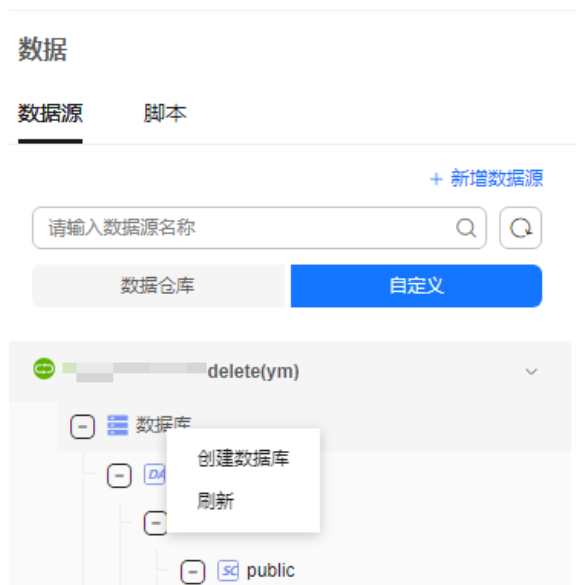 数据
数据源 脚本
+ 新增数据源
请输入数据源名称
数据仓库 自定义
delete(ym)
数据库
创建数据库
DA
刷新
SC public